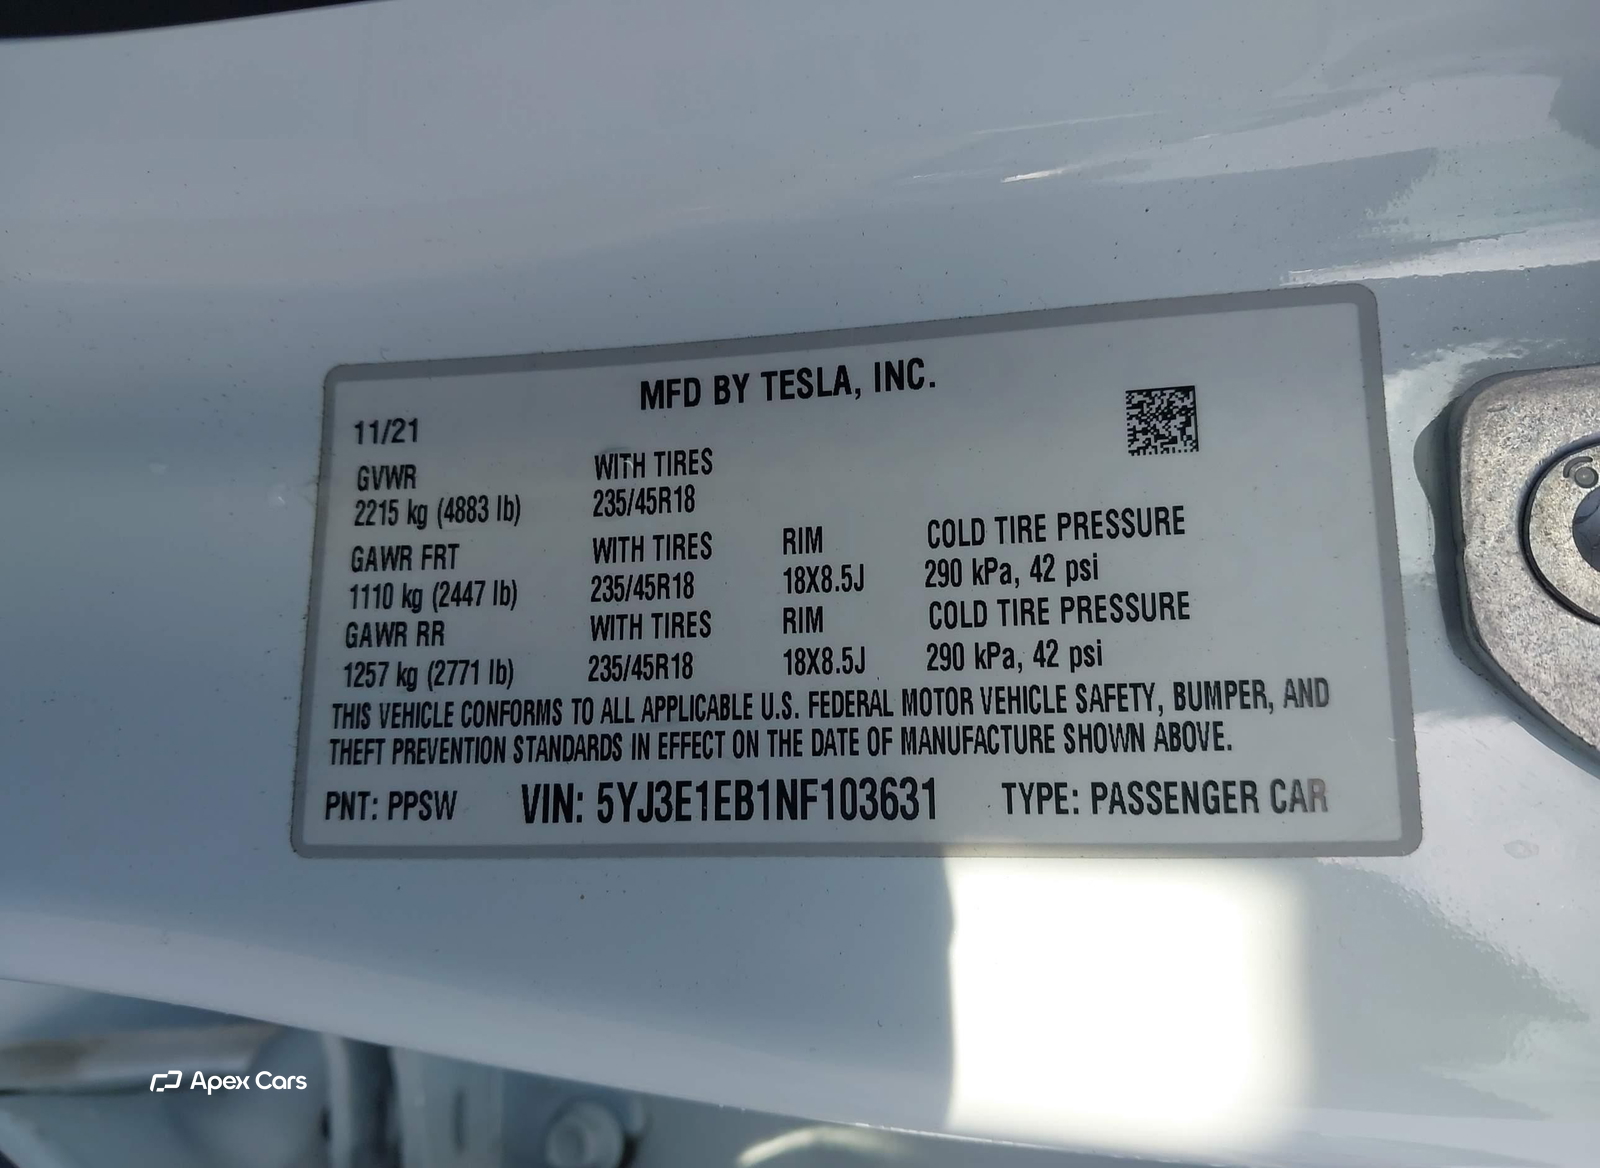 MFD BY TESLA, INC.
11/21
GVWR WITH TIRES
2215 kg (4883 lb) 235/45R18
GAWR FRT WITH TIRES RIM COLD TIRE PRESSURE
1110 kg (2447 lb) 235/45R18 18X8.5J 290 kPa, 42 psi
GAWR RR WITH TIRES RIM COLD TIRE PRESSURE
1257 kg (2771 lb) 235/45R18 18X8.5J 290 kPa, 42 psi
THIS VEHICLE CONFORMS TO ALL APPLICABLE U.S. FEDERAL MOTOR VEHICLE SAFETY, BUMPER, AND
THEFT PREVENTION STANDARDS IN EFFECT ON THE DATE OF MANUFACTURE SHOWN ABOVE.
PNT: PPSW VIN: 5YJ3E1EB1NF103631 TYPE: PASSENGER CAR
Apex Cars